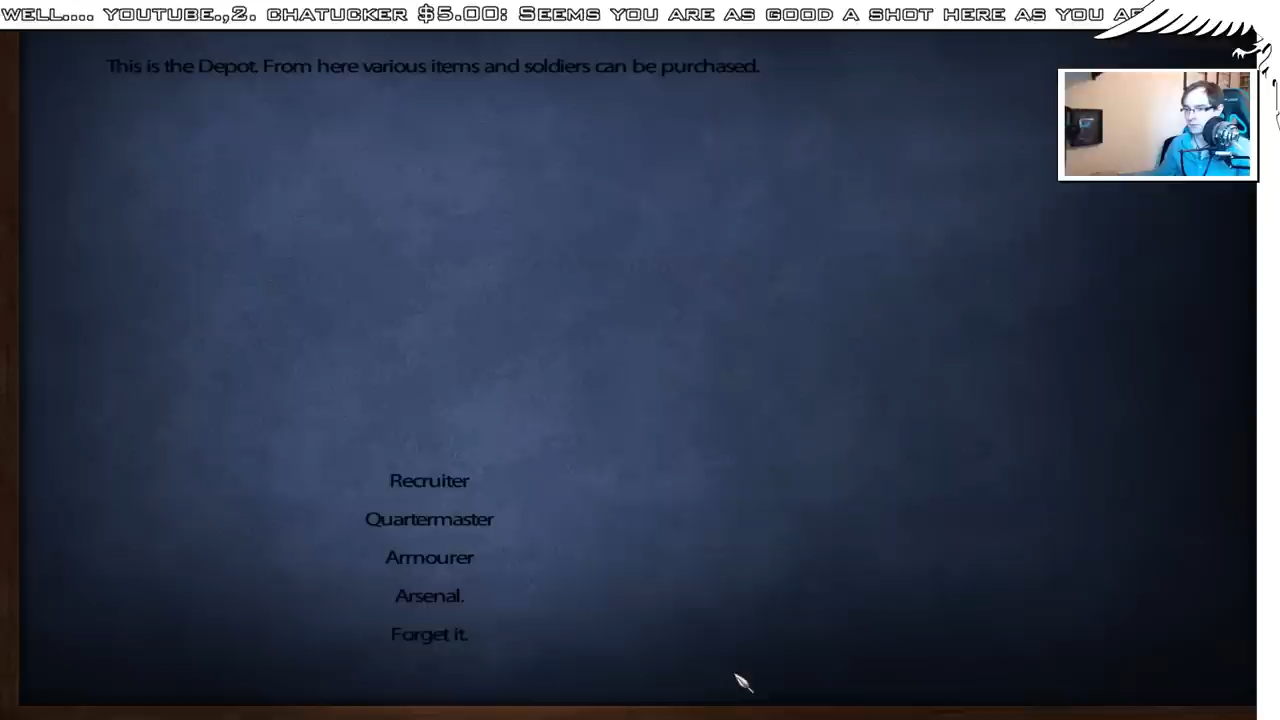 WELL.... YOUTUBE.,2. CHATUCKER $5.00: SEEMS YOU ARE AS GOOD A SHOT HERE AS YOU
This is the Depot. From here various items and soldiers can be purchased.
Recruiter
Quartermaster
Armourer
Arsenal.
Forget it.